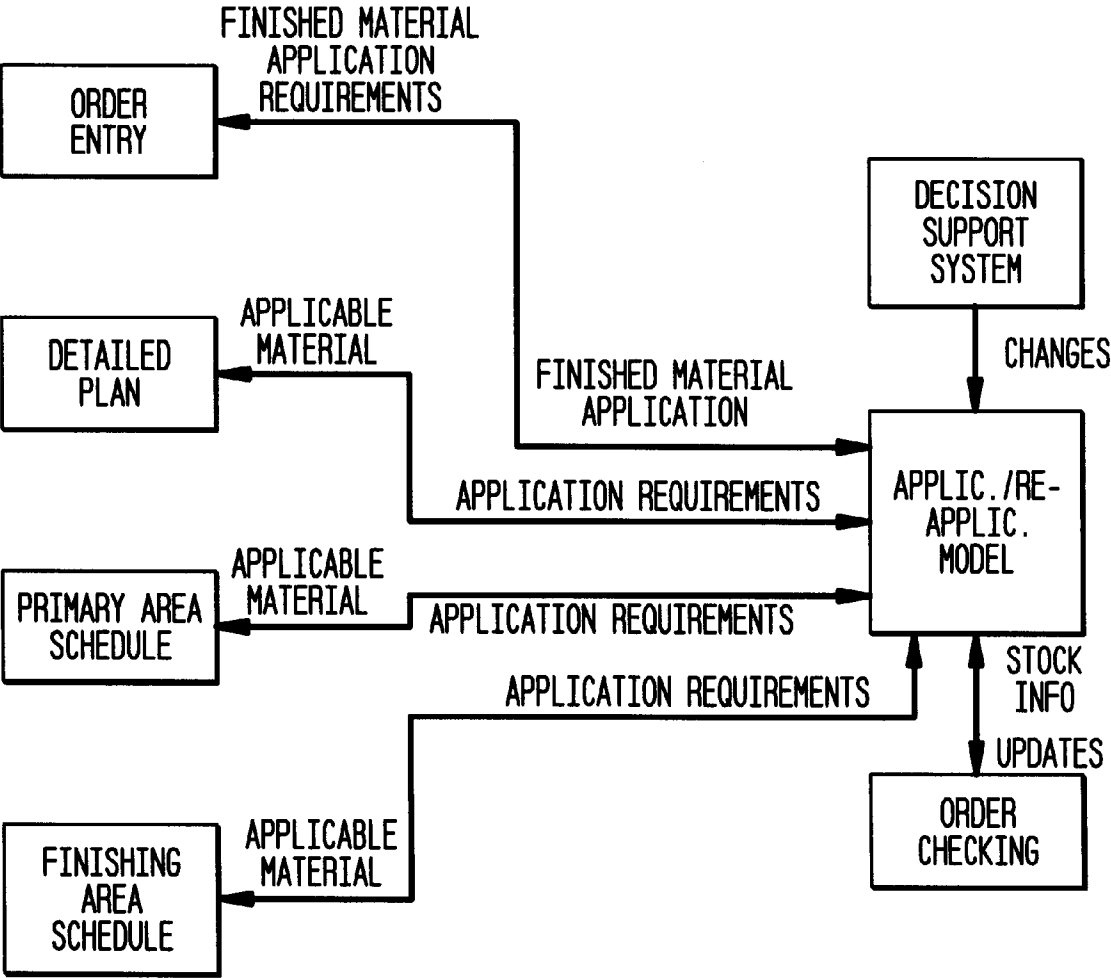 FINISHED MATERIAL
APPLICATION
REQUIREMENTS
ORDER
ENTRY
DECISION
SUPPORT
SYSTEM
CHANGES
APPLICABLE
MATERIAL
DETAILED
PLAN
FINISHED MATERIAL
APPLICATION
APPLICATION REQUIREMENTS
APPLIC./RE-
APPLIC.
MODEL
APPLICABLE
MATERIAL
PRIMARY AREA
SCHEDULE
APPLICATION REQUIREMENTS
STOCK
INFO
APPLICATION REQUIREMENTS
UPDATES
ORDER
CHECKING
APPLICABLE
MATERIAL
FINISHING
AREA
SCHEDULE